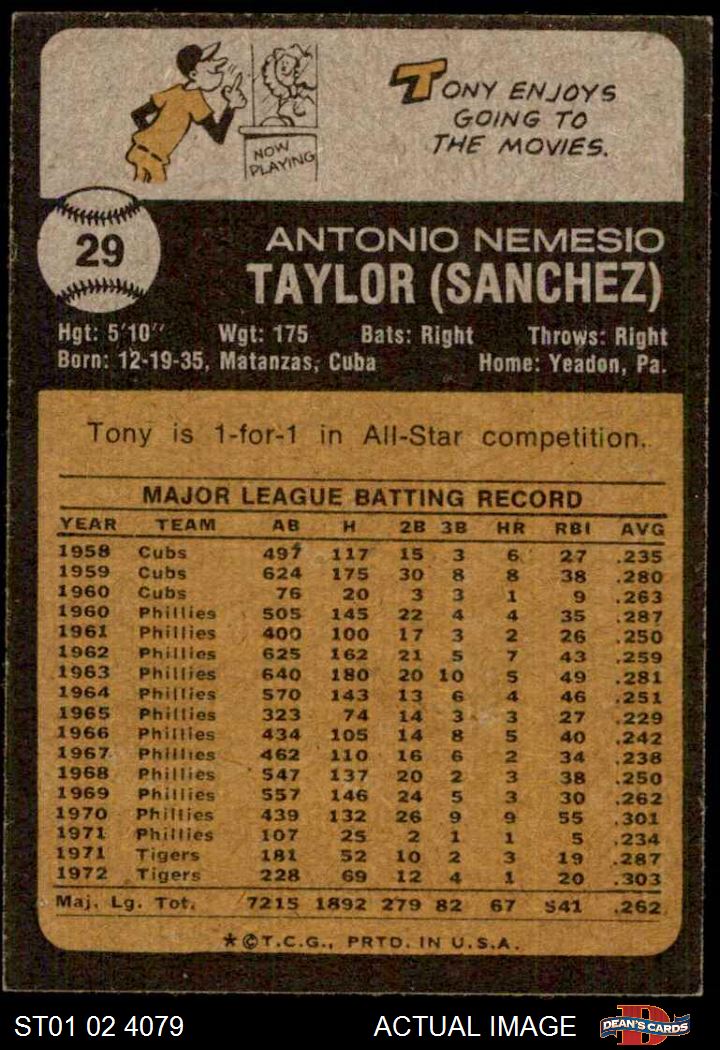 TONY ENJOYS
GOING TO
THE MOVIES.
NOW
PLAYING
29
ANTONIO NEMESIO
TAYLOR (SANCHEZ)
Hgt: 5'10" Wgt: 175 Bats: Right Throws: Right
Born: 12-19-35, Matanzas, Cuba Home: Yeadon, Pa.
Tony is 1-for-1 in All-Star competition.
MAJOR LEAGUE BATTING RECORD
YEAR TEAM AB H 2B 3B HR RBI AVG
1958 Cubs 497 117 15 3 6 27 .235
1959 Cubs 624 175 30 8 8 38 .280
1960 Cubs 76 20 3 3 1 9 .263
1960 Phillies 505 145 22 4 4 35 .287
1961 Phillies 400 100 17 3 2 26 .250
1962 Phillies 625 162 21 5 7 43 .259
1963 Phillies 640 180 20 10 5 49 .281
1964 Phillies 570 143 13 6 4 46 .251
1965 Phillies 323 74 14 3 3 27 .229
1966 Phillies 434 105 14 8 5 40 .242
1967 Phillies 462 110 16 6 2 34 .238
1968 Phillies 547 137 20 2 3 38 .250
1969 Phillies 557 146 24 5 3 30 .262
1970 Phillies 439 132 26 9 9 55 .301
1971 Phillies 107 25 2 1 1 5 .234
1971 Tigers 181 52 10 2 3 19 .287
1972 Tigers 228 69 12 4 1 20 .303
Maj. Lg. Tot. 7215 1892 279 82 67 541 .262
*©T.C.G., PRTD. IN U.S.A.
ST01 02 4079 ACTUAL IMAGE D DEAN'S CARDS